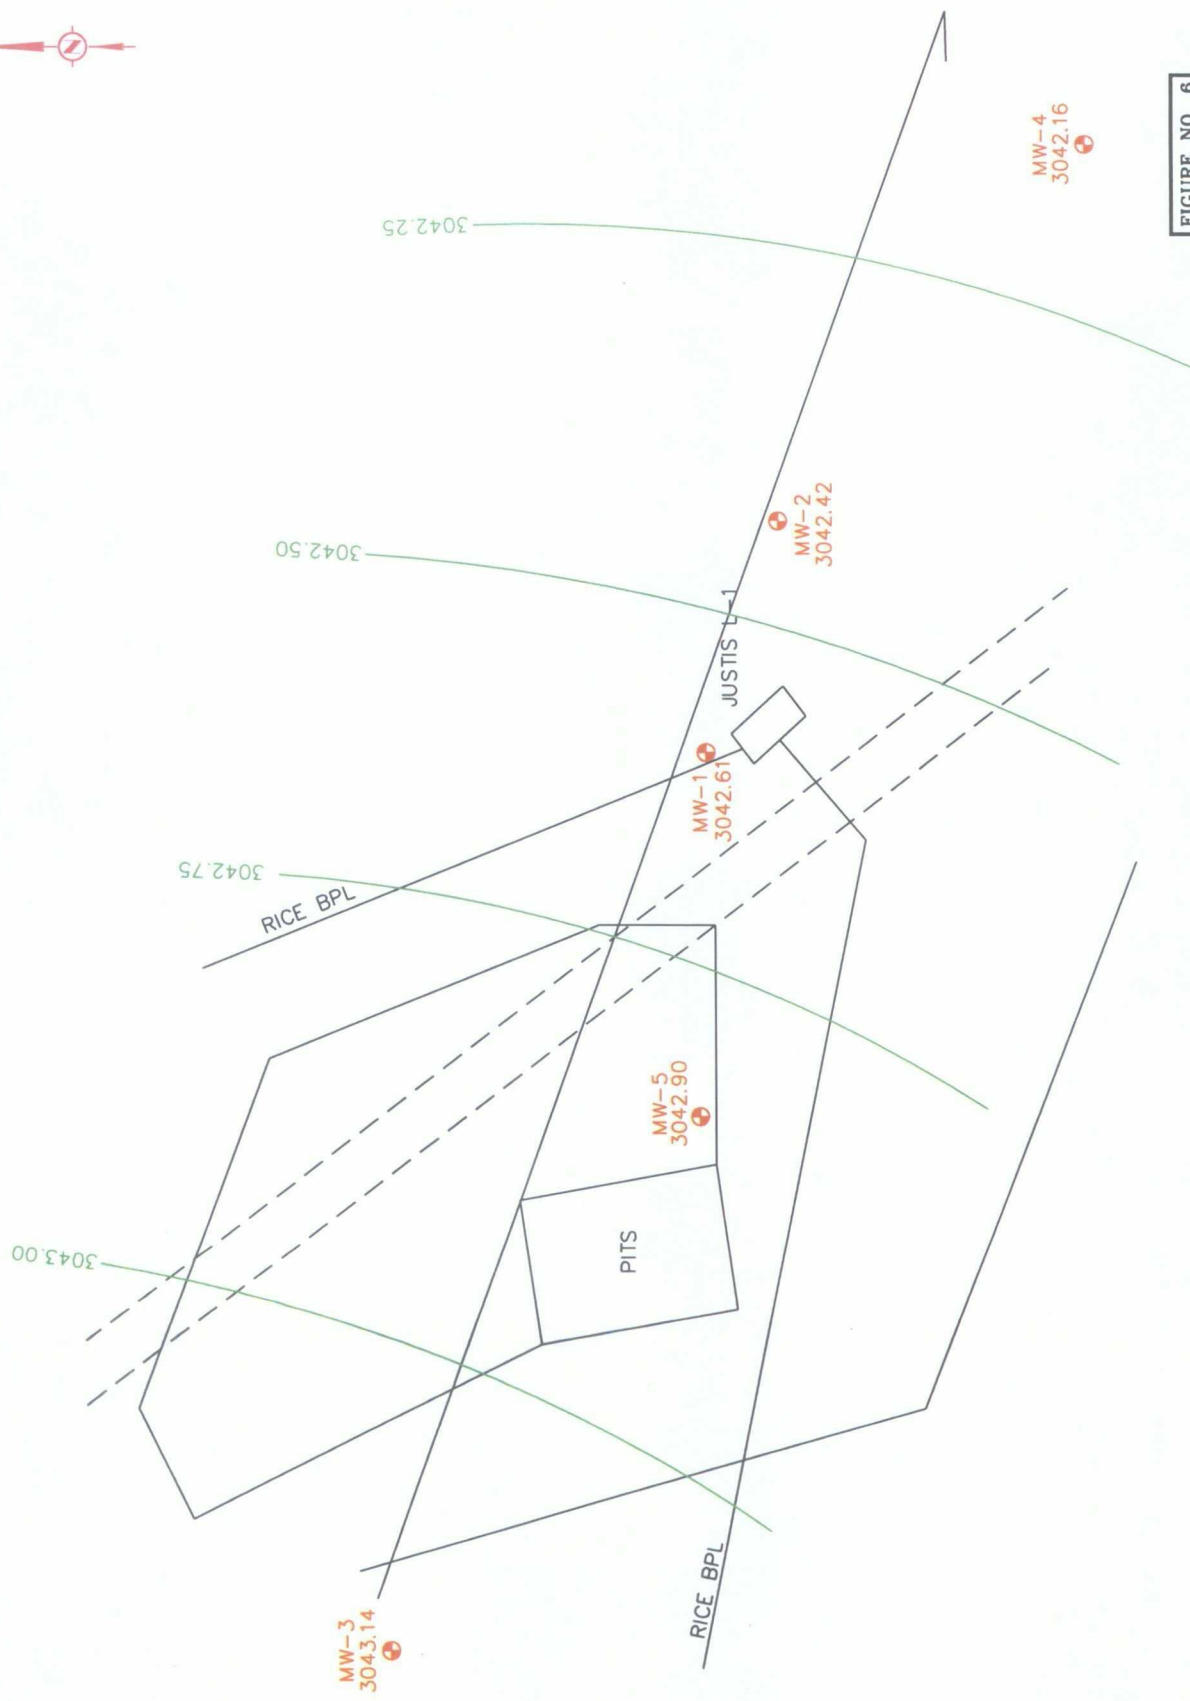 N
MW-4
3042.16
FIGURE NO. 6
3042.25
MW-2
3042.42
3042.50
JUSTIS L-1
MW-1
3042.61
3042.75
RICE BPL
MW-5
3042.90
PITS
3043.00
RICE BPL
MW-3
3043.14